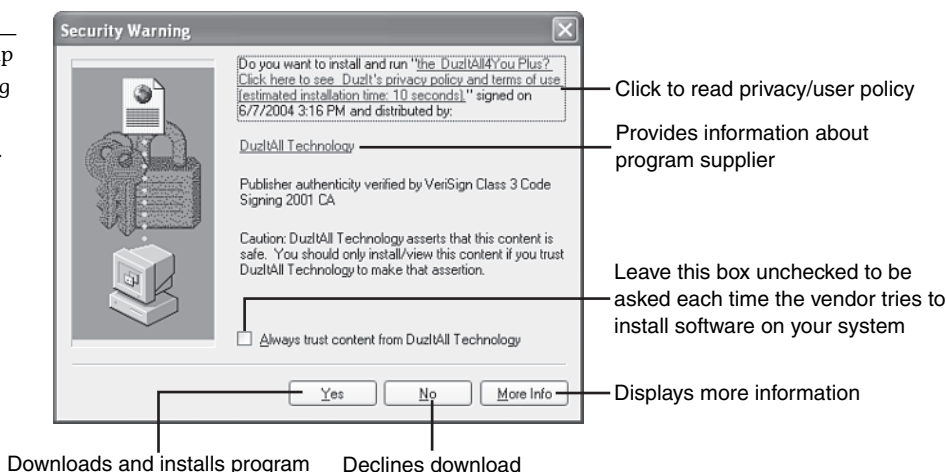 Security Warning
Do you want to install and run "the DuzItAll4You Plus?
Click here to see DuzIt's privacy policy and terms of use
(estimated installation time: 10 seconds)." signed on
6/7/2004 3:16 PM and distributed by:
Click to read privacy/user policy
DuzItAll Technology
Provides information about
program supplier
Publisher authenticity verified by VeriSign Class 3 Code
Signing 2001 CA
Caution: DuzItAll Technology asserts that this content is
safe. You should only install/view this content if you trust
DuzItAll Technology to make that assertion.
Leave this box unchecked to be
asked each time the vendor tries to
install software on your system
Always trust content from DuzItAll Technology
Yes
No
More Info
Displays more information
Downloads and installs program
Declines download